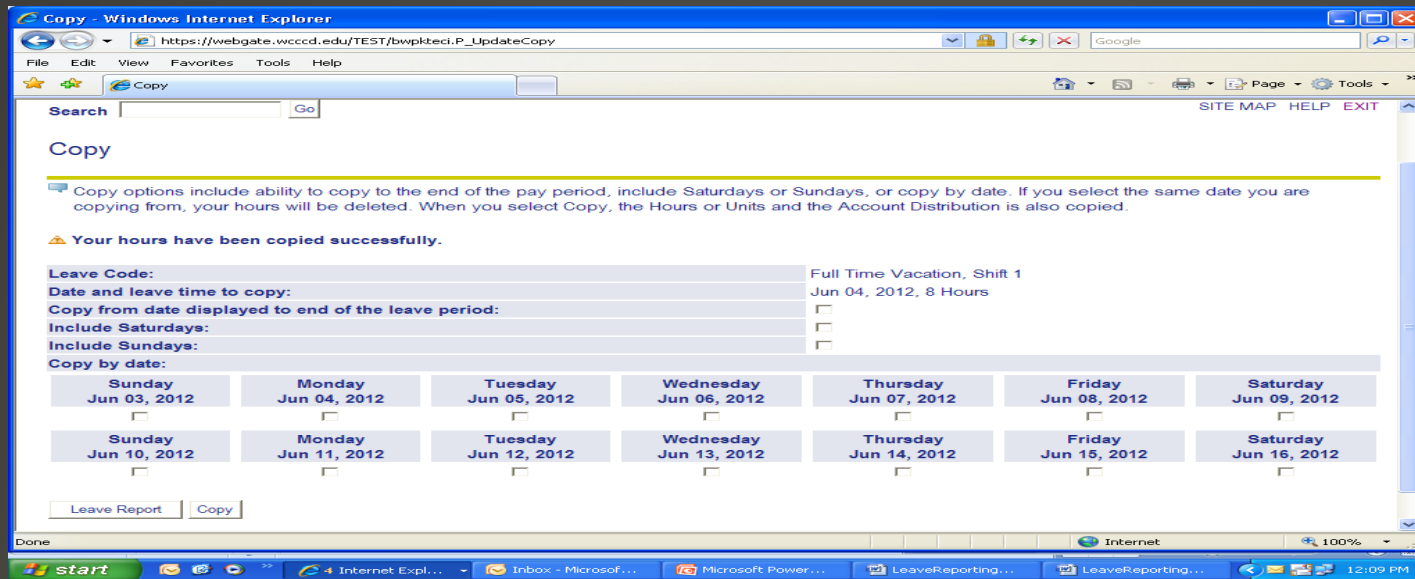 Copy - Windows Internet Explorer
https://webgate.wcccd.edu/TEST/bwpkteci.P_UpdateCopy
Google
File Edit View Favorites Tools Help
Copy
Page Tools
Search Go
SITE MAP HELP EXIT
Copy
Copy options include ability to copy to the end of the pay period, include Saturdays or Sundays, or copy by date. If you select the same date you are
copying from, your hours will be deleted. When you select Copy, the Hours or Units and the Account Distribution is also copied.
Your hours have been copied successfully.
Leave Code: Full Time Vacation, Shift 1
Date and leave time to copy: Jun 04, 2012, 8 Hours
Copy from date displayed to end of the leave period:
Include Saturdays:
Include Sundays:
Copy by date:
Sunday Monday Tuesday Wednesday Thursday Friday Saturday
Jun 03, 2012 Jun 04, 2012 Jun 05, 2012 Jun 06, 2012 Jun 07, 2012 Jun 08, 2012 Jun 09, 2012
Sunday Monday Tuesday Wednesday Thursday Friday Saturday
Jun 10, 2012 Jun 11, 2012 Jun 12, 2012 Jun 13, 2012 Jun 14, 2012 Jun 15, 2012 Jun 16, 2012
Leave Report Copy
Done Internet 100%
start 4 Internet Expl... Inbox - Microsof... Microsoft Power... LeaveReporting... LeaveReporting... 12:09 PM